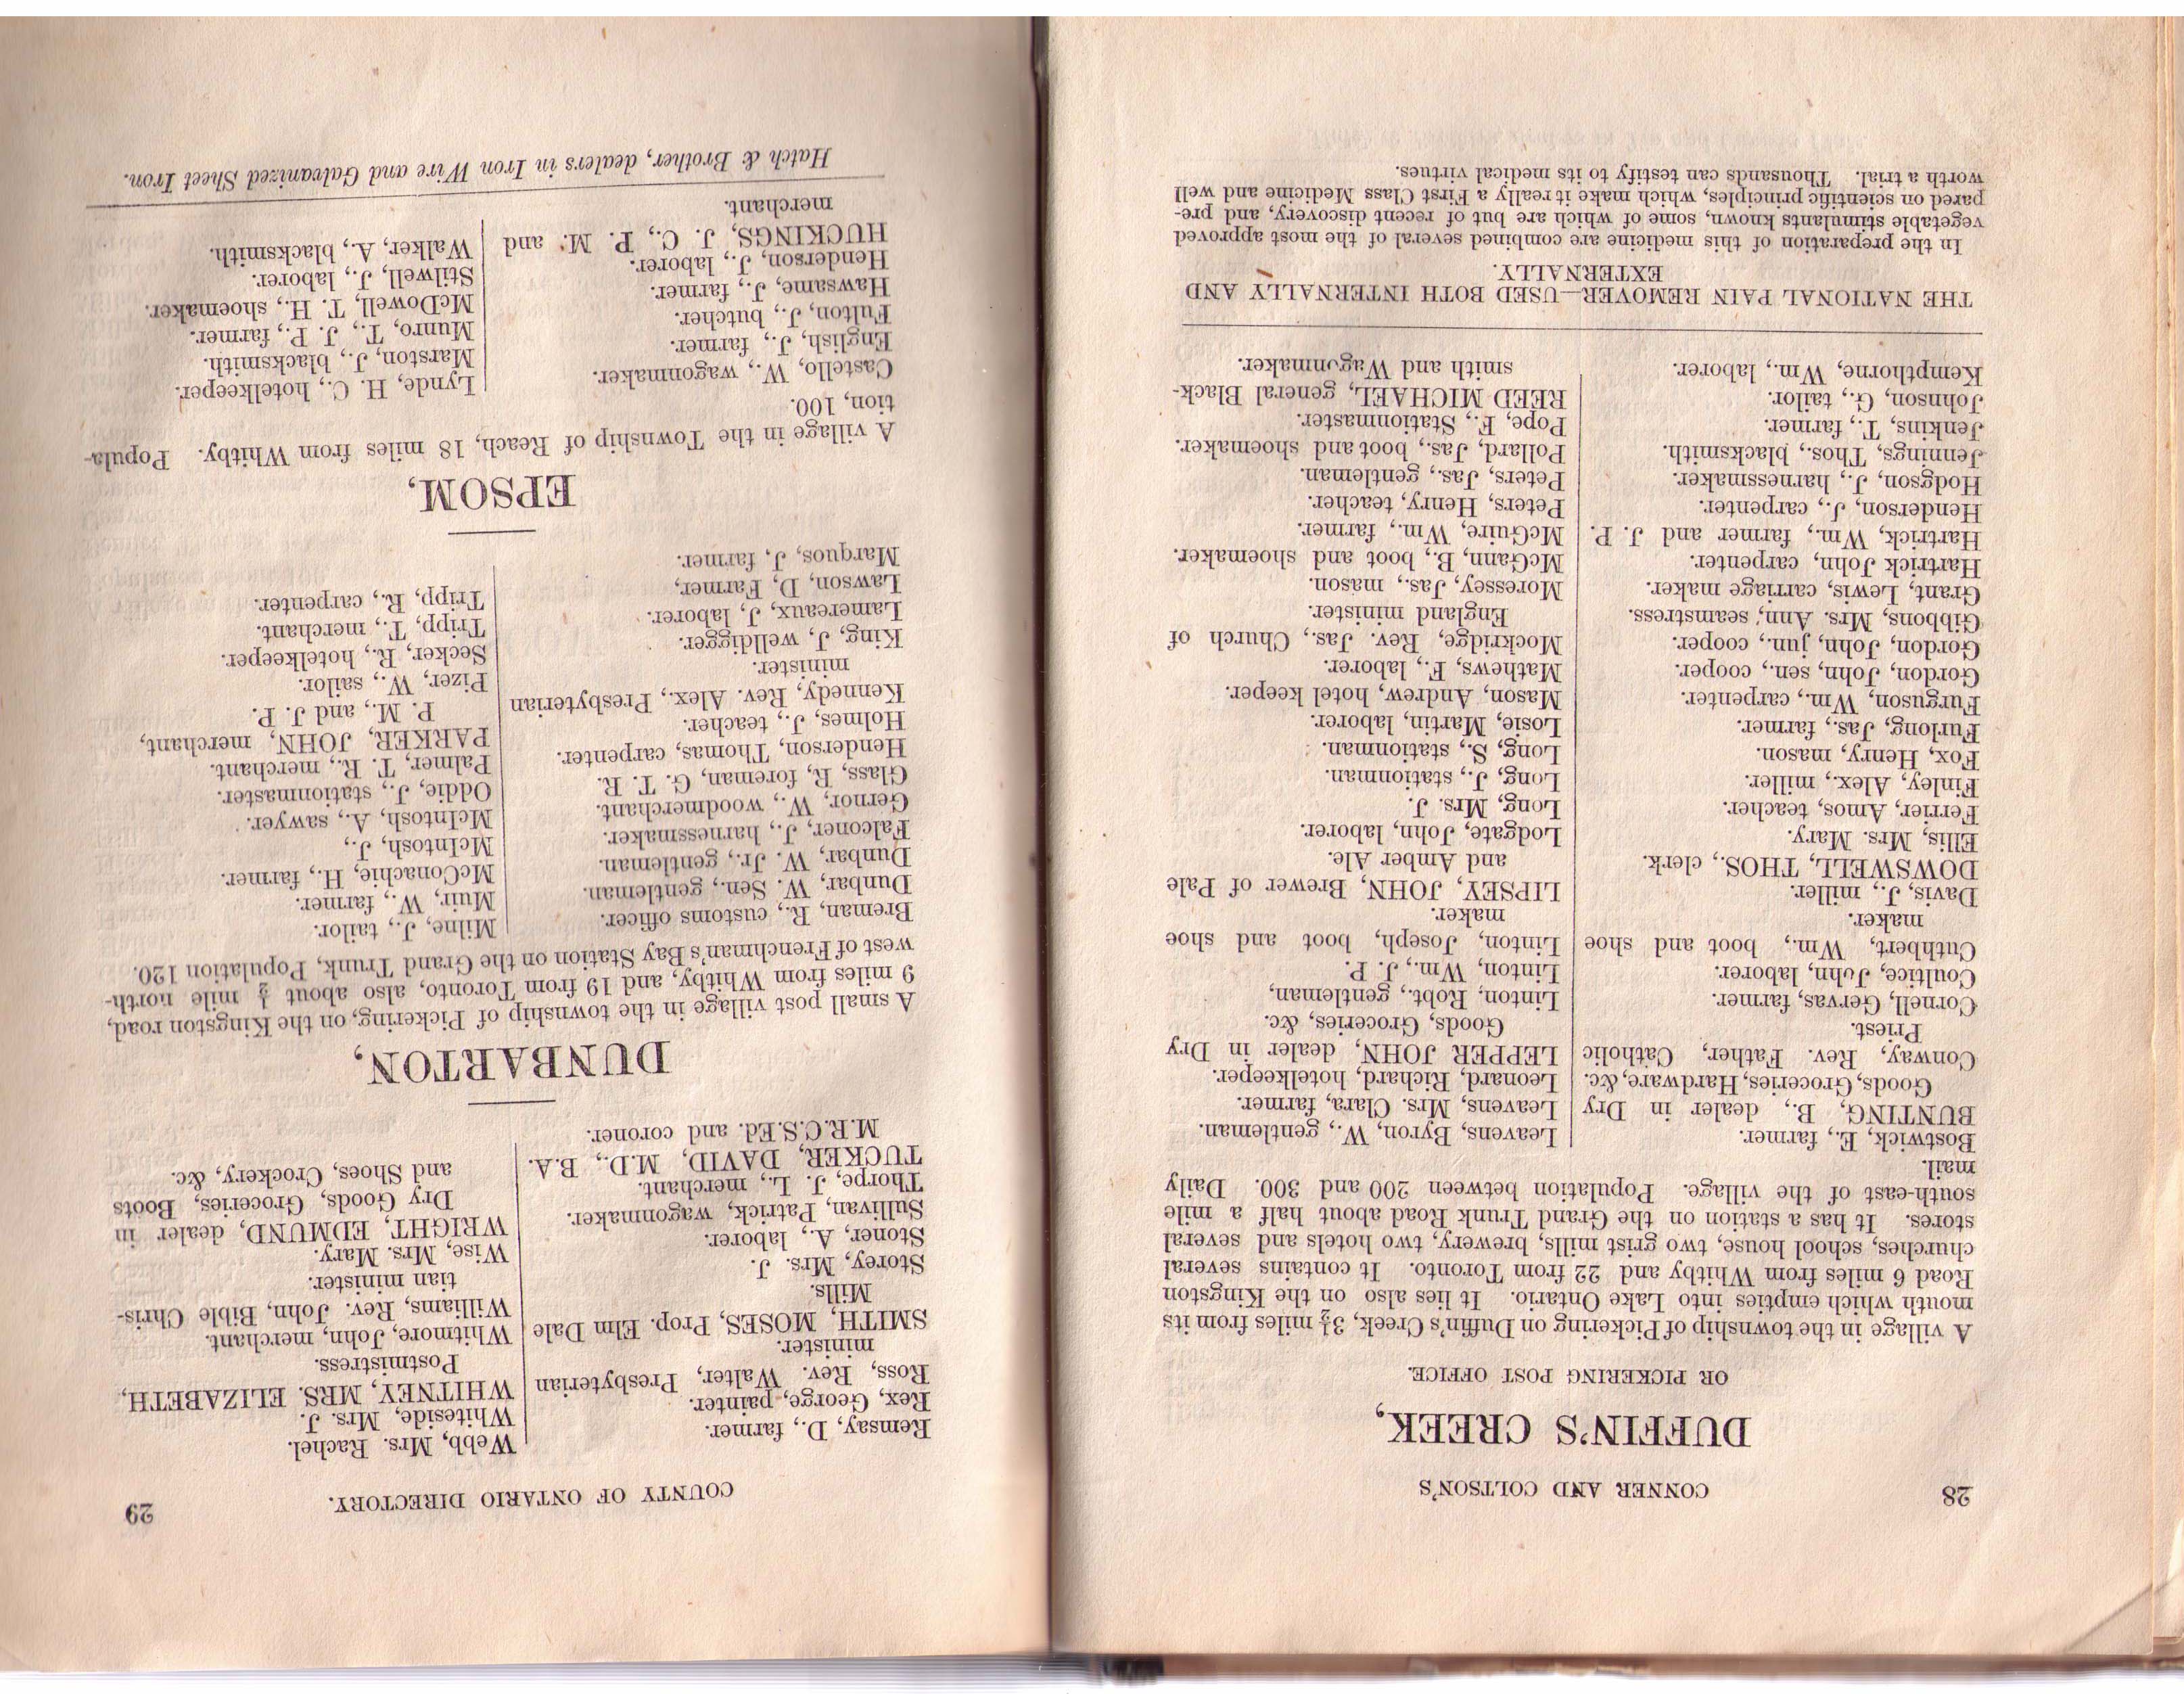 28
CONNER AND COLTSON'S
DUFFIN'S CREEK,
OR PICKERING POST OFFICE.
A village in the township of Pickering on Duffin's Creek, 3½ miles from its
mouth which empties into Lake Ontario. It lies also on the Kingston
Road 6 miles from Whitby and 22 from Toronto. It contains several
churches, school house, two grist mills, brewery, two hotels and several
stores. It has a station on the Grand Trunk Road about half a mile
south-east of the village. Population between 200 and 300. Daily
mail.
Bostwick, E., farmer.
BUNTING, B., dealer in Dry
Goods, Groceries, Hardware, &c.
Conway, Rev. Father, Catholic
Priest.
Cornell, Gervas, farmer.
Coultice, John, laborer.
Cuthbert, Wm., boot and shoe
maker.
Davis, J., miller.
DOWSWELL, THOS., clerk.
Ellis, Mrs. Mary.
Ferrier, Amos, teacher.
Finley, Alex., miller.
Fox, Henry, mason.
Furlong, Jas., farmer.
Furguson, Wm., carpenter.
Gordon, John, sen., cooper.
Gordon, John, jun., cooper.
Gibbons, Mrs. Ann, seamstress.
Grant, Lewis, carriage maker.
Hartrick John, carpenter.
Hartrick, Wm., farmer and J. P.
Henderson, J., carpenter.
Hodgson, J., harnessmaker.
Jennings, Thos., blacksmith.
Jenkins, T., farmer.
Johnson, G., tailor.
Kempthorne, Wm., laborer.
Leavens, Byron, W., gentleman.
Leavens, Mrs. Clara, farmer.
Leonard, Richard, hotelkeeper.
LEPPER JOHN, dealer in Dry
Goods, Groceries, &c.
Linton, Robt., gentleman,
Linton, Wm., J. P.
Linton, Joseph, boot and shoe
maker.
LIPSEY, JOHN, Brewer of Pale
and Amber Ale.
Lodgate, John, laborer.
Long, Mrs. J.
Long, J., stationman.
Long, S., stationman.
Losie, Martin, laborer.
Mason, Andrew, hotel keeper.
Mathews, F., laborer.
Mockridge, Rev. Jas., Church of
England minister.
Moressey, Jas., mason.
McGann, B., boot and shoemaker.
McGuire, Wm., farmer.
Peters, Henry, teacher.
Peters, Jas., gentleman.
Pollard, Jas., boot and shoemaker.
Pope, F., Stationmaster.
REED MICHAEL, general Black-
smith and Wagonmaker.
THE NATIONAL PAIN REMOVER—USED BOTH INTERNALLY AND
EXTERNALLY.
In the preparation of this medicine are combined several of the most approved
vegetable stimulants known, some of which are but of recent discovery, and pre-
pared on scientific principles, which make it really a First Class Medicine and well
worth a trial. Thousands can testify to its medical virtues.
COUNTY OF ONTARIO DIRECTORY.
29
Remsay, D., farmer.
Rex, George, painter.
Ross, Rev. Walter, Presbyterian
minister.
SMITH, MOSES, Prop. Elm Dale
Mills.
Storey, Mrs. J.
Stoner, A., laborer.
Sullivan, Patrick, wagonmaker.
Thorpe, J. L., merchant.
TUCKER, DAVID, M.D., B.A.
M.R.C.S.Ed. and coroner.
Webb, Mrs. Rachel.
Whiteside, Mrs. J.
WHITNEY, MRS. ELIZABETH,
Postmistress.
Whitmore, John, merchant.
Williams, Rev. John, Bible Chris-
tian minister.
Wise, Mrs. Mary.
WRIGHT, EDMUND, dealer in
Dry Goods, Groceries, Boots
and Shoes, Crockery, &c.
DUNBARTON,
A small post village in the township of Pickering, on the Kingston road,
9 miles from Whitby, and 19 from Toronto, also about ½ mile north-
west of Frenchman's Bay Station on the Grand Trunk. Population 120.
Breman, R., customs officer.
Dunbar, W. Sen., gentleman.
Dunbar, W. Jr., gentleman.
Falconer, J., harnessmaker.
Gernor, W., woodmerchant.
Glass, R, foreman, G. T. R.
Henderson, Thomas, carpenter.
Holmes, J., teacher.
Kennedy, Rev. Alex., Presbyterian
minister.
King, J, welldigger.
Lamereaux, J, laborer.
Lawson, D, Farmer,
Marquos, J, farmer.
Milne, J., tailor.
Muir, W., farmer.
McConachie, H., farmer.
McIntosh, J.,
McIntosh, A., sawyer.
Oddie, J., stationmaster.
Palmer, T. R., merchant.
PARKER, JOHN, merchant,
P. M., and J. P.
Pizer, W., sailor.
Secker, R., hotelkeeper.
Tripp, T., merchant.
Tripp, R., carpenter.
EPSOM,
A village in the Township of Reach, 18 miles from Whitby. Popula-
tion, 100.
Castello, W., wagonmaker.
English, J., farmer.
Fulton, J., butcher.
Hawsame, J., farmer.
Henderson, J., laborer.
HUCKINGS, J. C., P. M. and
merchant.
Lynde, H. C., hotelkeeper.
Marston, J., blacksmith.
Munro, T., J. P., farmer.
McDowell, T. H., shoemaker.
Stilwell, J., laborer.
Walker, A., blacksmith.
Hatch & Brother, dealers in Iron Wire and Galvanized Sheet Iron.